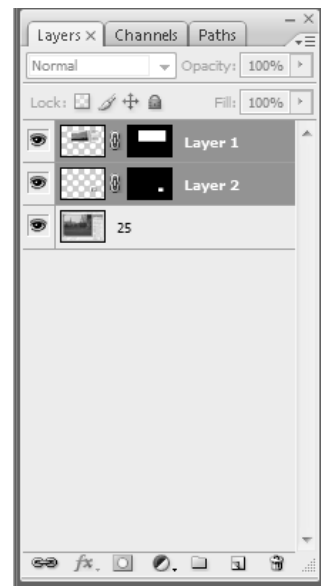 Layers × Channels Paths
Normal Opacity: 100%
Lock: Fill: 100%
Layer 1
Layer 2
25
fx.